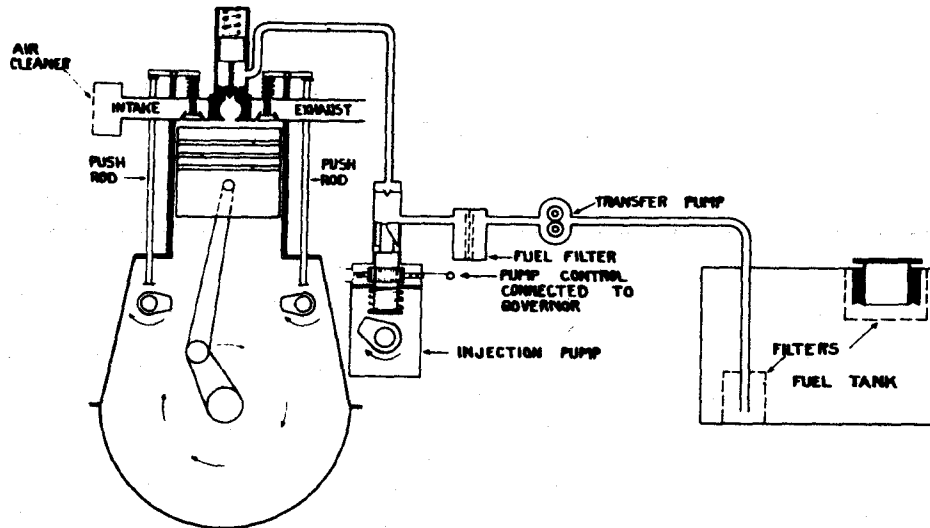 AIR
CLEANER
INTAKE
EXHAUST
PUSH
ROD
PUSH
ROD
TRANSFER PUMP
FUEL FILTER
PUMP CONTROL
CONNECTED TO
GOVERNOR
INJECTION PUMP
FILTERS
FUEL TANK